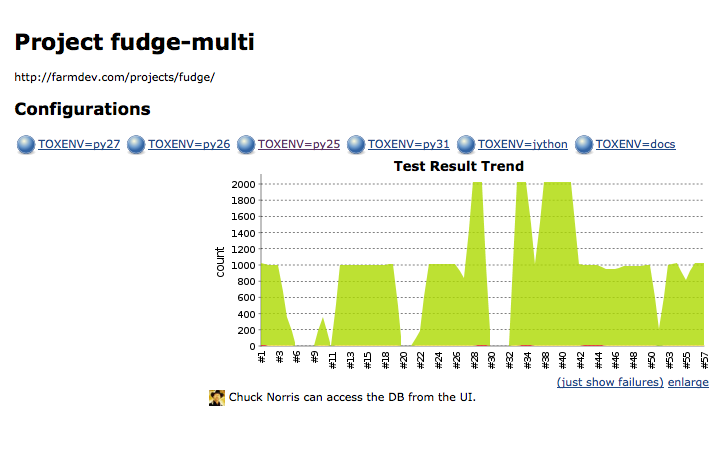 Project fudge-multi
http://farmdev.com/projects/fudge/
Configurations
TOXENV=py27 TOXENV=py26 TOXENV=py25 TOXENV=py31 TOXENV=jython TOXENV=docs
Test Result Trend
2000
1800
1600
1400
1200
1000
800
600
400
200
0
count
#1 #3 #6 #9 #11 #13 #15 #18 #20 #22 #24 #26 #28 #30 #32 #34 #38 #40 #42 #44 #46 #48 #50 #53 #55 #57
(just show failures) enlarge
Chuck Norris can access the DB from the UI.